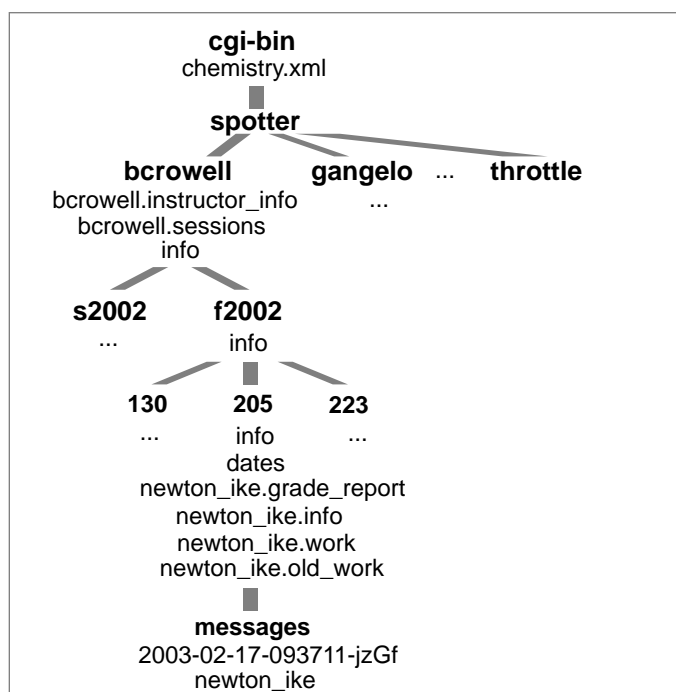 cgi-bin
chemistry.xml
spotter
bcrowell gangelo ... throttle
bcrowell.instructor_info ...
bcrowell.sessions
info
s2002 f2002
... info
130 205 223
... info ...
dates
newton_ike.grade_report
newton_ike.info
newton_ike.work
newton_ike.old_work
messages
2003-02-17-093711-jzGf
newton_ike